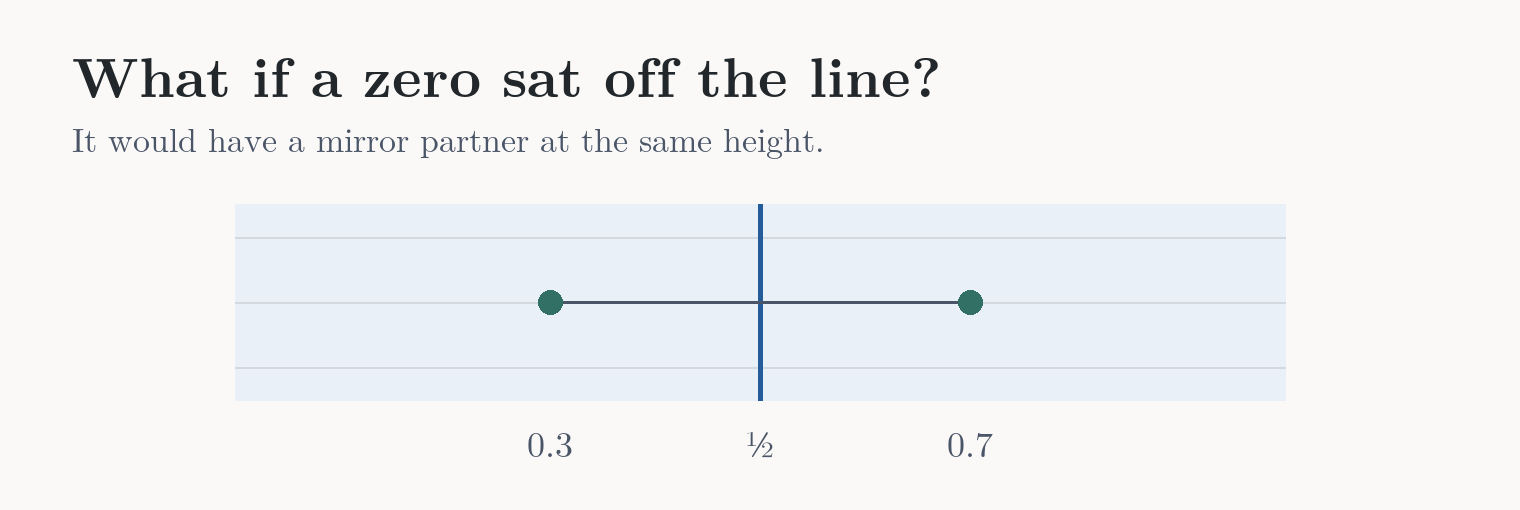 What if a zero sat off the line?
It would have a mirror partner at the same height.
0.3 ½ 0.7